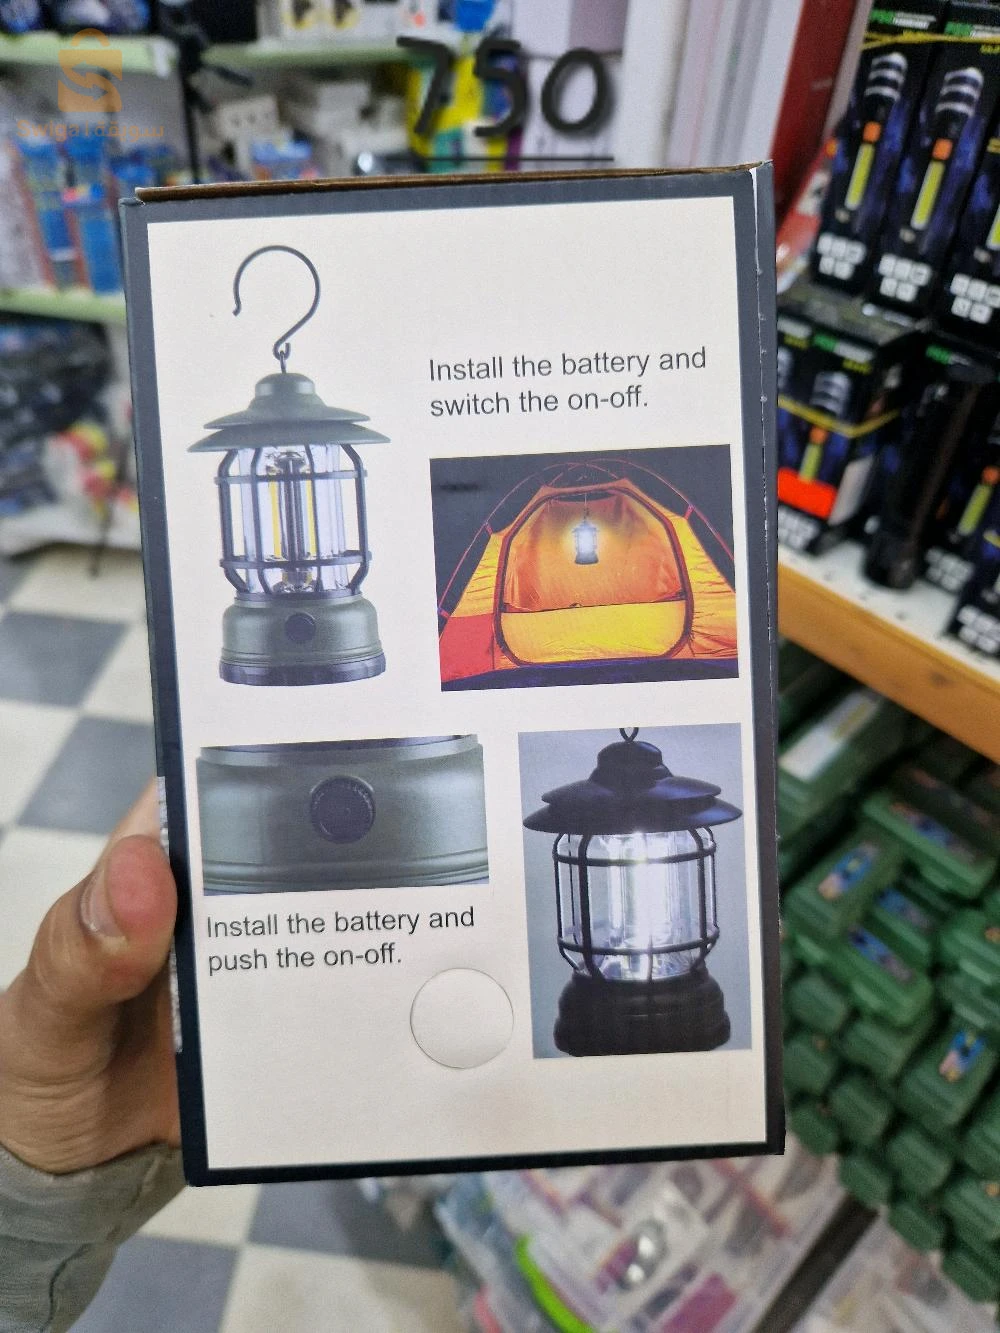 750
Install the battery and
switch the on-off.
Install the battery and
push the on-off.